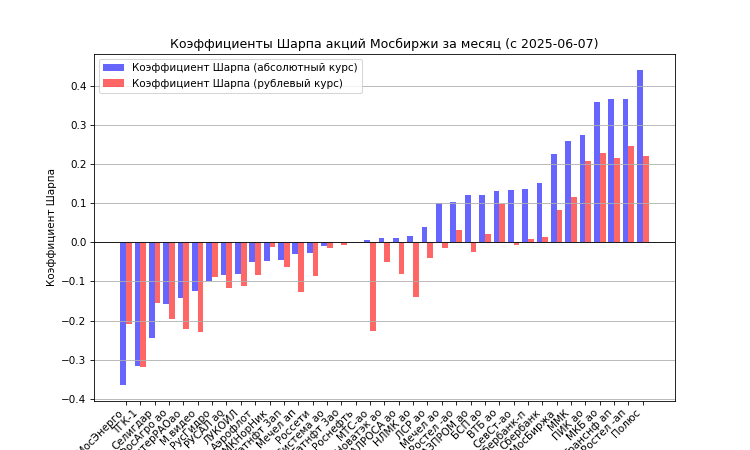 Коэффициенты Шарпа акций Мосбиржи за месяц (с 2025-06-07)
Коэффициент Шарпа (абсолютный курс)
Коэффициент Шарпа (рублевый курс)
Коэффициент Шарпа
0.4
0.3
0.2
0.1
0.0
−0.1
−0.2
−0.3
−0.4
МосЭнерго
ТГК-1
Селигдар
РосАгро ао
ИнтерРАОао
М.видео
РусГидро
РУСАЛ ао
ЛУКОЙЛ
Аэрофлот
ГМКНорНик
Татнфт 3ап
Мечел ап
Россети
Система ао
Татнфт 3ао
Роснефть
МТС-ао
Новатэк ао
АЛРОСА ао
НЛМК ао
ЛСР ао
Мечел ао
Ростел -ао
ГАЗПРОМ ао
БСП ао
ВТБ ао
СевСт-ао
Сбербанк-п
Сбербанк
МосБиржа
ММК
ПИК ао
МКБ ао
Транснф ап
Ростел -ап
Полюс